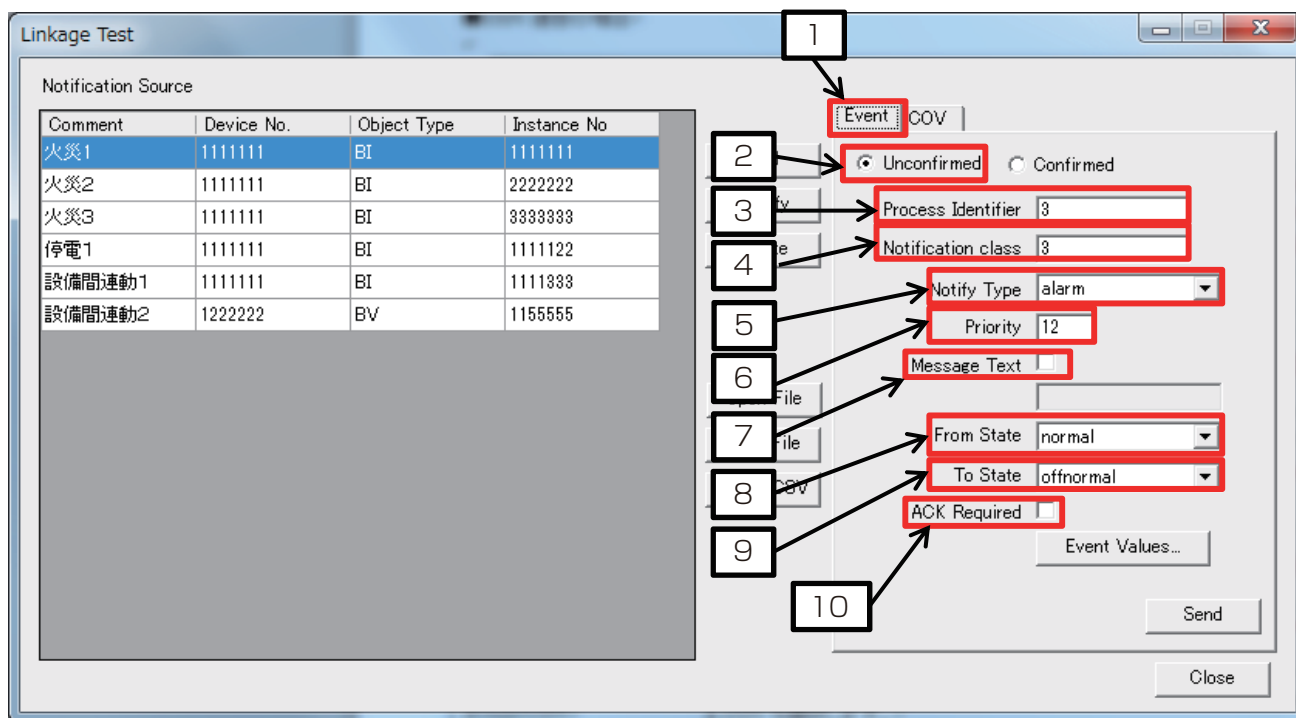 Linkage Test
1
Notification Source
Comment Device No. Object Type Instance No
火災1 1111111 BI 1111111
火災2 1111111 BI 2222222
火災3 1111111 BI 3333333
停電1 1111111 BI 1111122
設備間連動1 1111111 BI 1111333
設備間連動2 1222222 BV 1155555
2
3
4
5
6
7
8
9
10
File
File
CSV
Event COV
Unconfirmed Confirmed
Process Identifier 3
Notification class 3
Notify Type alarm
Priority 12
Message Text
From State normal
To State offnormal
ACK Required
Event Values...
Send
Close